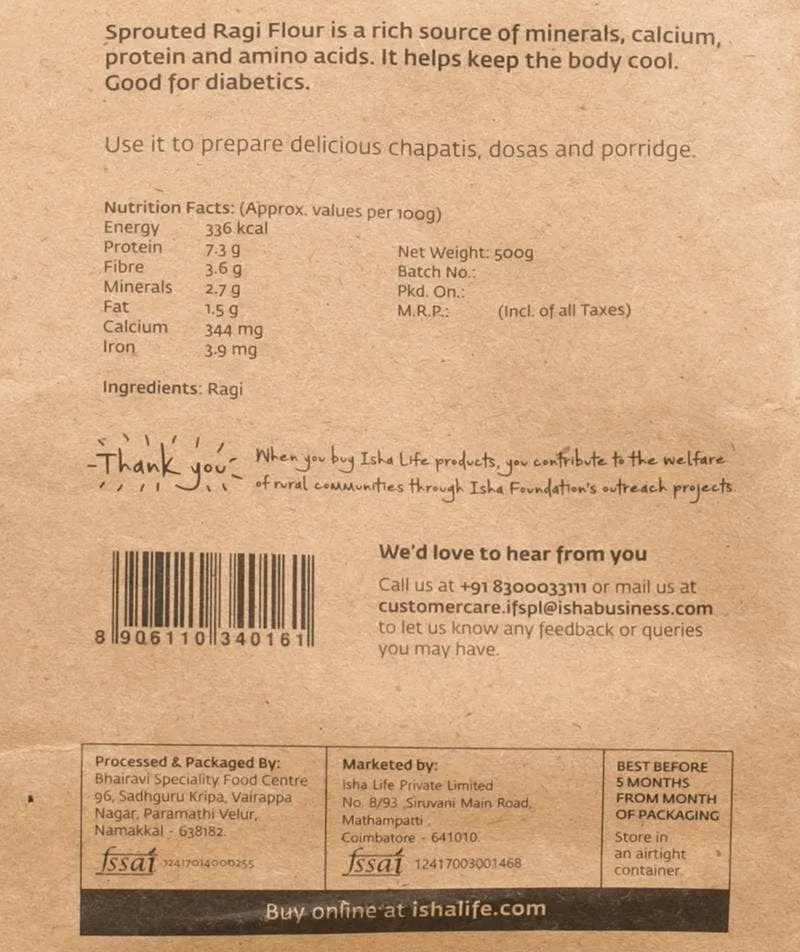 Sprouted Ragi Flour is a rich source of minerals, calcium,
protein and amino acids. It helps keep the body cool.
Good for diabetics.
Use it to prepare delicious chapatis, dosas and porridge.
Nutrition Facts: (Approx. values per 100g)
Energy 336 kcal
Protein 7.3 g
Fibre 3.6 g
Minerals 2.7 g
Fat 1.5 g
Calcium 344 mg
Iron 3.9 mg
Net Weight: 500g
Batch No.:
Pkd. On.:
M.R.P.: (Incl. of all Taxes)
Ingredients: Ragi
Thank you
When you buy Isha Life products, you contribute to the welfare
of rural communities through Isha Foundation's outreach projects.
8 906110 340161
We'd love to hear from you
Call us at +91 8300033111 or mail us at
customercare.ifspl@ishabusiness.com
to let us know any feedback or queries
you may have.
Processed & Packaged By:
Bhairavi Speciality Food Centre
96, Sadhguru Kripa, Vairappa
Nagar, Paramathi Velur,
Namakkal - 638182.
fssai 12417014000255
Marketed by:
Isha Life Private Limited
No. 8/93 ,Siruvani Main Road,
Mathampatti ,
Coimbatore - 641010.
fssai 12417003001468
BEST BEFORE
5 MONTHS
FROM MONTH
OF PACKAGING
Store in
an airtight
container.
Buy online at ishalife.com